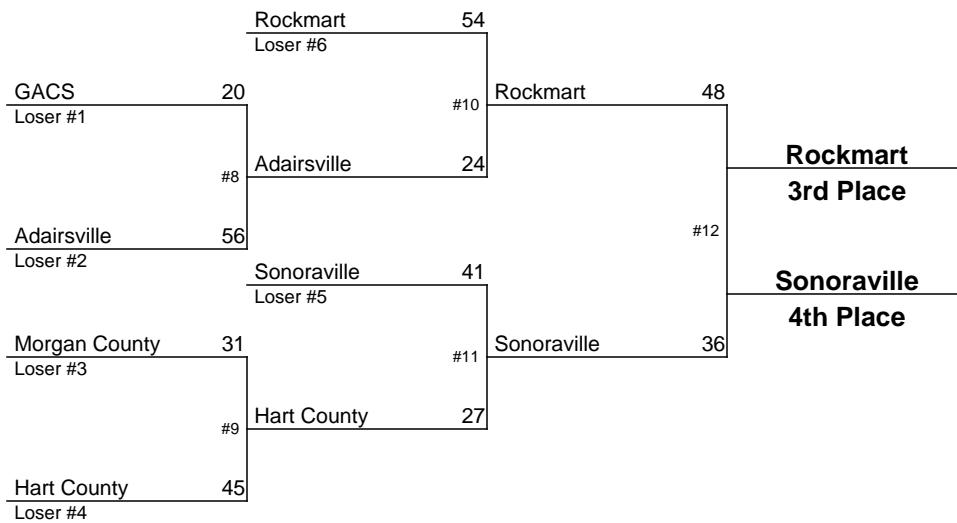 Rockmart 54
Loser #6
GACS 20
Loser #1
#10
Rockmart 48
Rockmart
3rd Place
#8
Adairsville 24
Adairsville 56
Loser #2
#12
Sonoraville 41
Loser #5
Sonoraville
4th Place
Morgan County 31
Loser #3
#11
Sonoraville 36
#9
Hart County 27
Hart County 45
Loser #4